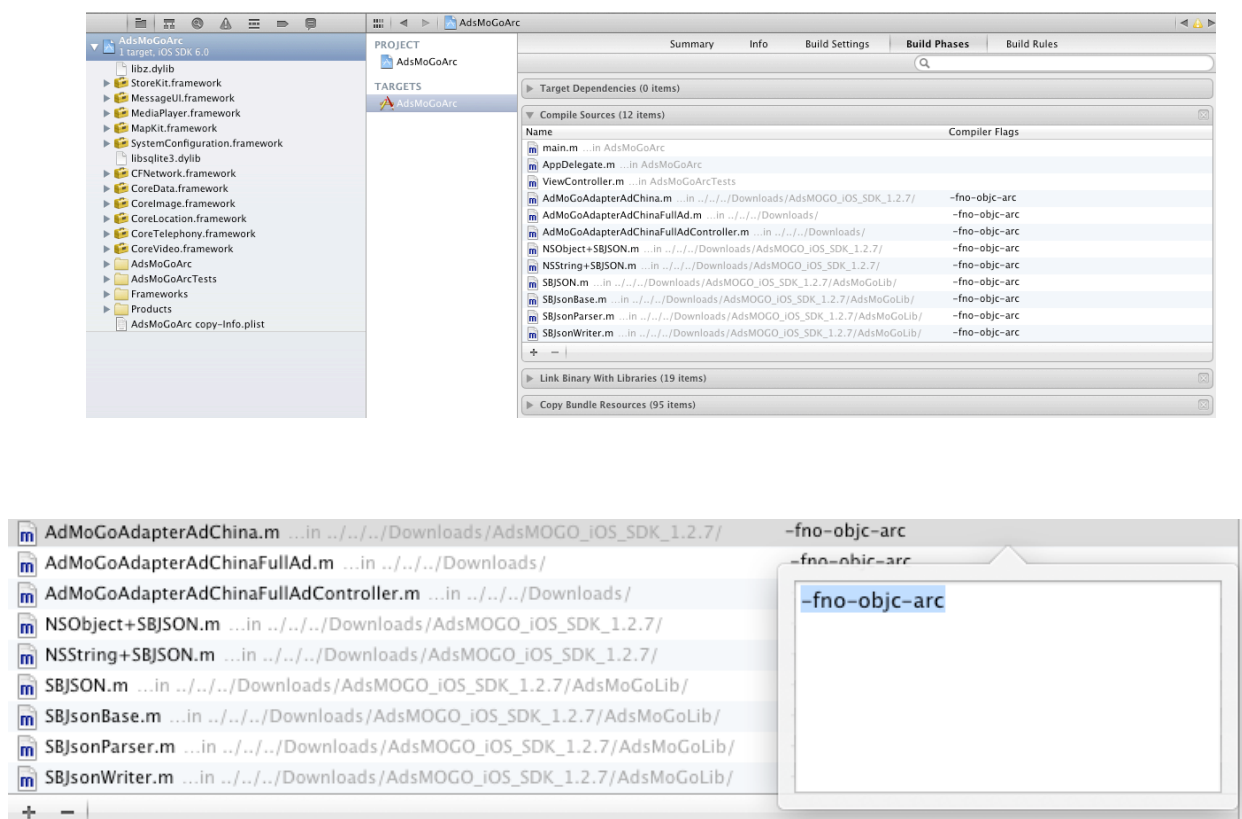 AdsMoGoArc
AdsMoGoArc
1 target, iOS SDK 6.0
libz.dylib
StoreKit.framework
MessageUI.framework
MediaPlayer.framework
MapKit.framework
SystemConfiguration.framework
libsqlite3.dylib
CFNetwork.framework
CoreData.framework
CoreImage.framework
CoreLocation.framework
CoreTelephony.framework
CoreVideo.framework
AdsMoGoArc
AdsMoGoArcTests
Frameworks
Products
AdsMoGoArc copy-Info.plist
PROJECT
AdsMoGoArc
TARGETS
AdsMoGoArc
Summary Info Build Settings Build Phases Build Rules
Target Dependencies (0 items)
Compile Sources (12 items)
Name Compiler Flags
main.m ...in AdsMoGoArc
AppDelegate.m ...in AdsMoGoArc
ViewController.m ...in AdsMoGoArcTests
AdMoGoAdapterAdChina.m ...in ../../../Downloads/AdsMOGO_iOS_SDK_1.2.7/ -fno-objc-arc
AdMoGoAdapterAdChinaFullAd.m ...in ../../../Downloads/ -fno-objc-arc
AdMoGoAdapterAdChinaFullAdController.m ...in ../../../Downloads/ -fno-objc-arc
NSObject+SBJSON.m ...in ../../../Downloads/AdsMOGO_iOS_SDK_1.2.7/ -fno-objc-arc
NSString+SBJSON.m ...in ../../../Downloads/AdsMOGO_iOS_SDK_1.2.7/ -fno-objc-arc
SBJSON.m ...in ../../../Downloads/AdsMOGO_iOS_SDK_1.2.7/AdsMoGoLib/ -fno-objc-arc
SBJsonBase.m ...in ../../../Downloads/AdsMOGO_iOS_SDK_1.2.7/AdsMoGoLib/ -fno-objc-arc
SBJsonParser.m ...in ../../../Downloads/AdsMOGO_iOS_SDK_1.2.7/AdsMoGoLib/ -fno-objc-arc
SBJsonWriter.m ...in ../../../Downloads/AdsMOGO_iOS_SDK_1.2.7/AdsMoGoLib/ -fno-objc-arc
Link Binary With Libraries (19 items)
Copy Bundle Resources (95 items)
AdMoGoAdapterAdChina.m ...in ../../../Downloads/AdsMOGO_iOS_SDK_1.2.7/ -fno-objc-arc
AdMoGoAdapterAdChinaFullAd.m ...in ../../../Downloads/ -fno-objc-arc
AdMoGoAdapterAdChinaFullAdController.m ...in ../../../Downloads/
-fno-objc-arc
NSObject+SBJSON.m ...in ../../../Downloads/AdsMOGO_iOS_SDK_1.2.7/
NSString+SBJSON.m ...in ../../../Downloads/AdsMOGO_iOS_SDK_1.2.7/
SBJSON.m ...in ../../../Downloads/AdsMOGO_iOS_SDK_1.2.7/AdsMoGoLib/
SBJsonBase.m ...in ../../../Downloads/AdsMOGO_iOS_SDK_1.2.7/AdsMoGoLib/
SBJsonParser.m ...in ../../../Downloads/AdsMOGO_iOS_SDK_1.2.7/AdsMoGoLib/
SBJsonWriter.m ...in ../../../Downloads/AdsMOGO_iOS_SDK_1.2.7/AdsMoGoLib/